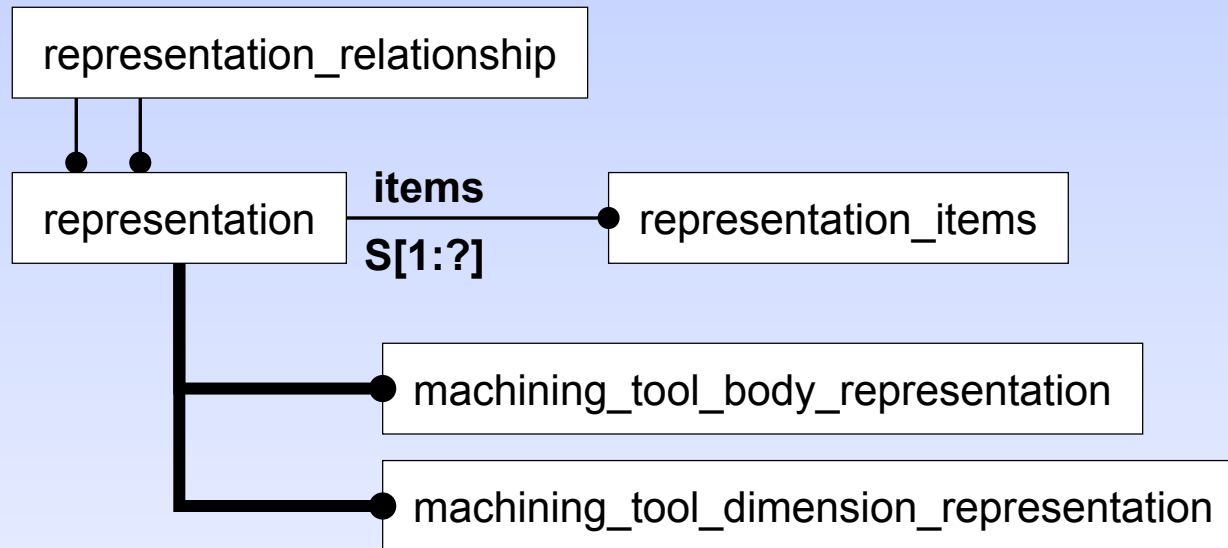 representation_relationship
items
representation
representation_items
S[1:?]
machining_tool_body_representation
machining_tool_dimension_representation